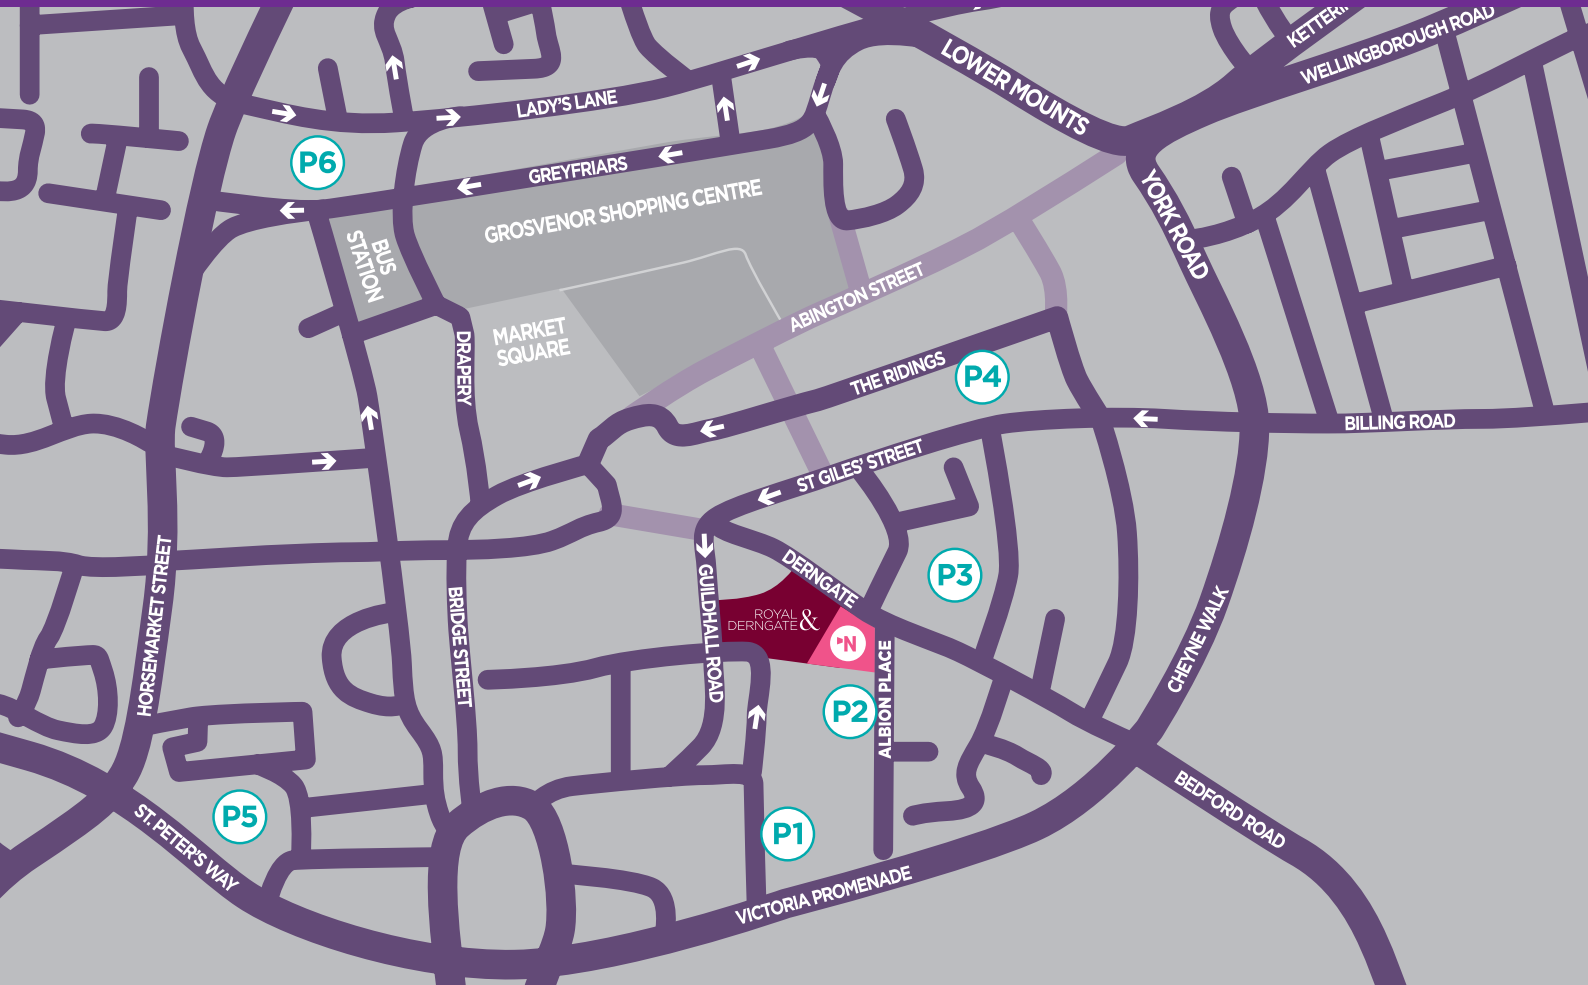 KETTERIN
WELLINGBOROUGH ROAD
LOWER MOUNTS
LADY'S LANE
P6
GREYFRIARS
GROSVENOR SHOPPING CENTRE
YORK ROAD
BUS
STATION
ABINGTON STREET
MARKET
SQUARE
DRAPERY
THE RIDINGS
P4
BILLING ROAD
ST GILES' STREET
HORSEMARKET STREET
DERNGATE
P3
GUILDHALL ROAD
BRIDGE STREET
ROYAL
DERNGATE &
N
CHEYNE WALK
ALBION PLACE
P2
P5
P1
ST. PETER'S WAY
BEDFORD ROAD
VICTORIA PROMENADE